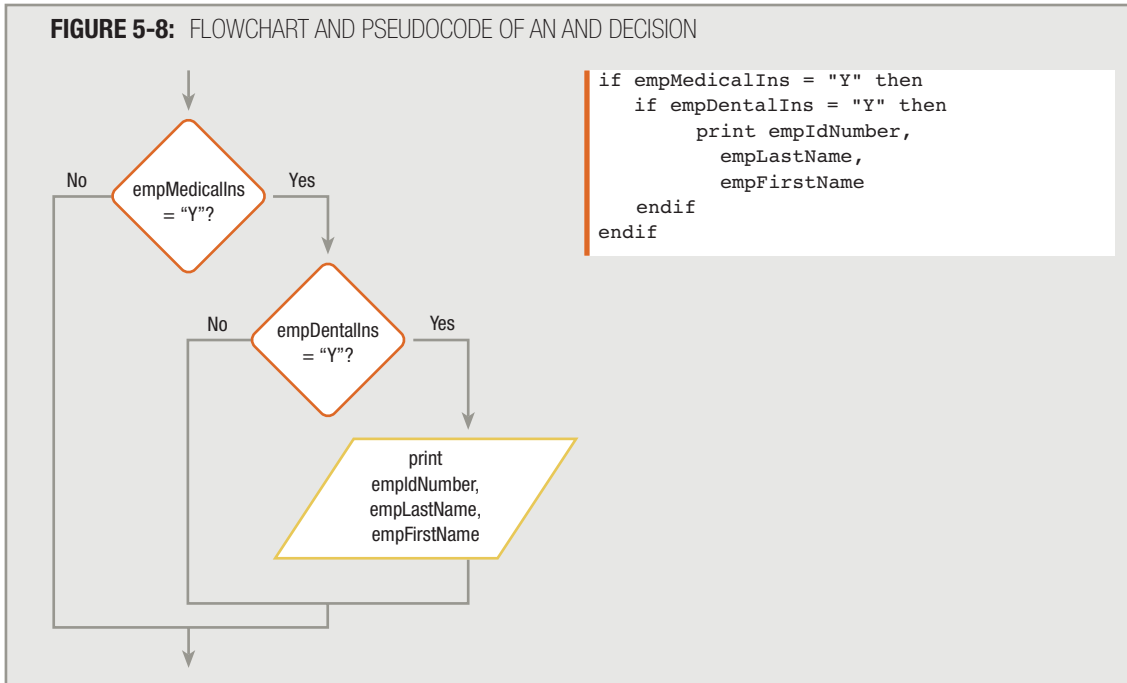 FIGURE 5-8: FLOWCHART AND PSEUDOCODE OF AN AND DECISION
No
empMedicalIns
= “Y”?
Yes
No
empDentalIns
= “Y”?
Yes
print
empIdNumber,
empLastName,
empFirstName
if empMedicalIns = "Y" then
if empDentalIns = "Y" then
print empIdNumber,
empLastName,
empFirstName
endif
endif